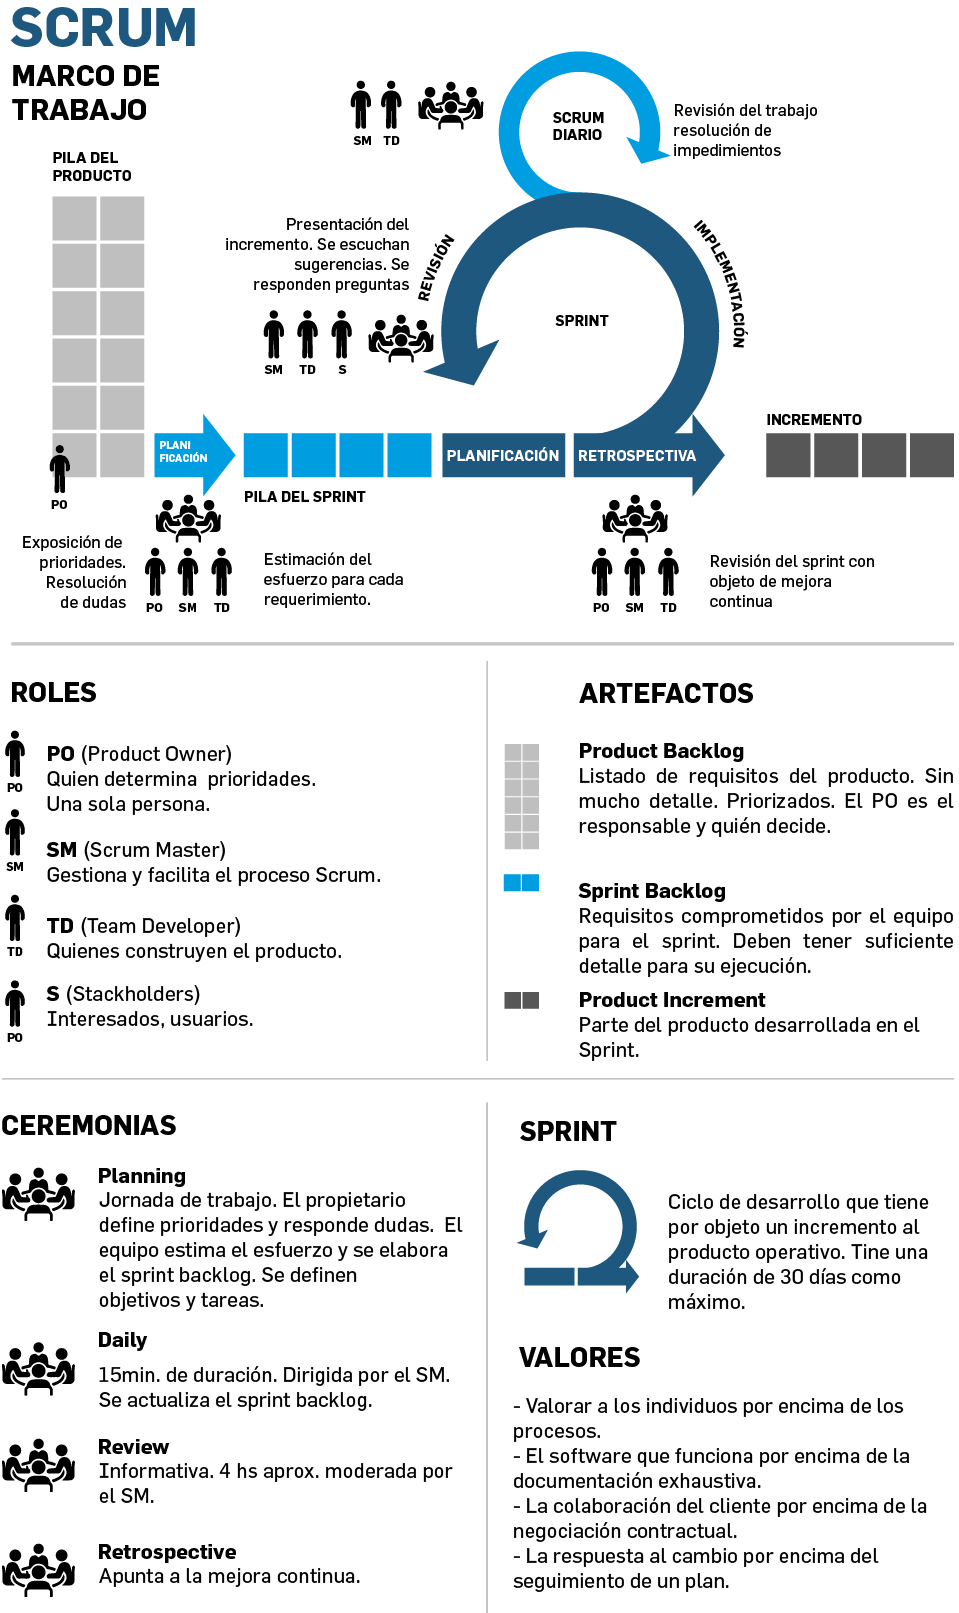 SCRUM
MARCO DE
TRABAJO
SM TD
SCRUM
DIARIO
Revisión del trabajo
resolución de
impedimientos
PILA DEL
PRODUCTO
Presentación del
incremento. Se escuchan
sugerencias. Se
responden preguntas
REVISIÓN
IMPLEMENTACIÓN
SPRINT
SM TD S
PLANI
FICACIÓN
PILA DEL SPRINT
PLANIFICACIÓN
RETROSPECTIVA
INCREMENTO
PO
Exposición de
prioridades.
Resolución
de dudas
PO SM TD
Estimación del
esfuerzo para cada
requerimiento.
PO SM TD
Revisión del sprint con
objeto de mejora
continua
ROLES
PO
PO (Product Owner)
Quien determina prioridades.
Una sola persona.
SM
SM (Scrum Master)
Gestiona y facilita el proceso Scrum.
TD
TD (Team Developer)
Quienes construyen el producto.
PO
S (Stackholders)
Interesados, usuarios.
ARTEFACTOS
Product Backlog
Listado de requisitos del producto. Sin
mucho detalle. Priorizados. El PO es el
responsable y quién decide.
Sprint Backlog
Requisitos comprometidos por el equipo
para el sprint. Deben tener suficiente
detalle para su ejecución.
Product Increment
Parte del producto desarrollada en el
Sprint.
CEREMONIAS
Planning
Jornada de trabajo. El propietario
define prioridades y responde dudas. El
equipo estima el esfuerzo y se elabora
el sprint backlog. Se definen
objetivos y tareas.
Daily
15min. de duración. Dirigida por el SM.
Se actualiza el sprint backlog.
Review
Informativa. 4 hs aprox. moderada por
el SM.
Retrospective
Apunta a la mejora continua.
SPRINT
Ciclo de desarrollo que tiene
por objeto un incremento al
producto operativo. Tine una
duración de 30 días como
máximo.
VALORES
- Valorar a los individuos por encima de los
procesos.
- El software que funciona por encima de la
documentación exhaustiva.
- La colaboración del cliente por encima de la
negociación contractual.
- La respuesta al cambio por encima del
seguimiento de un plan.